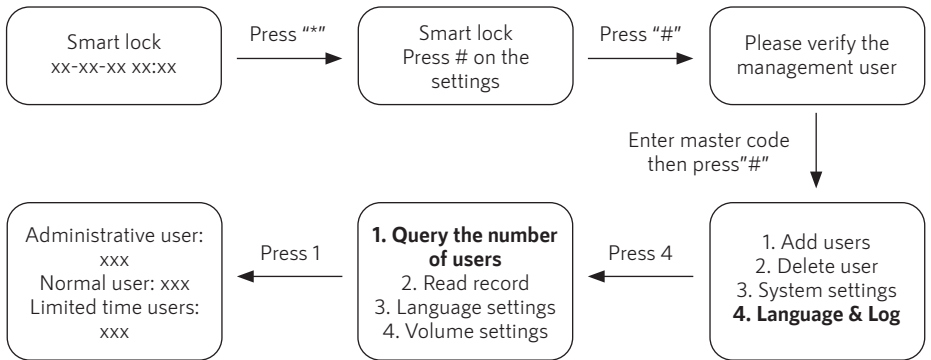 Smart lock
xx-xx-xx xx:xx
Press “*”
Smart lock
Press # on the
settings
Press “#”
Please verify the
management user
Enter master code
then press”#”
1. Add users
2. Delete user
3. System settings
4. Language & Log
Press 4
1. Query the number
of users
2. Read record
3. Language settings
4. Volume settings
Press 1
Administrative user:
xxx
Normal user: xxx
Limited time users:
xxx